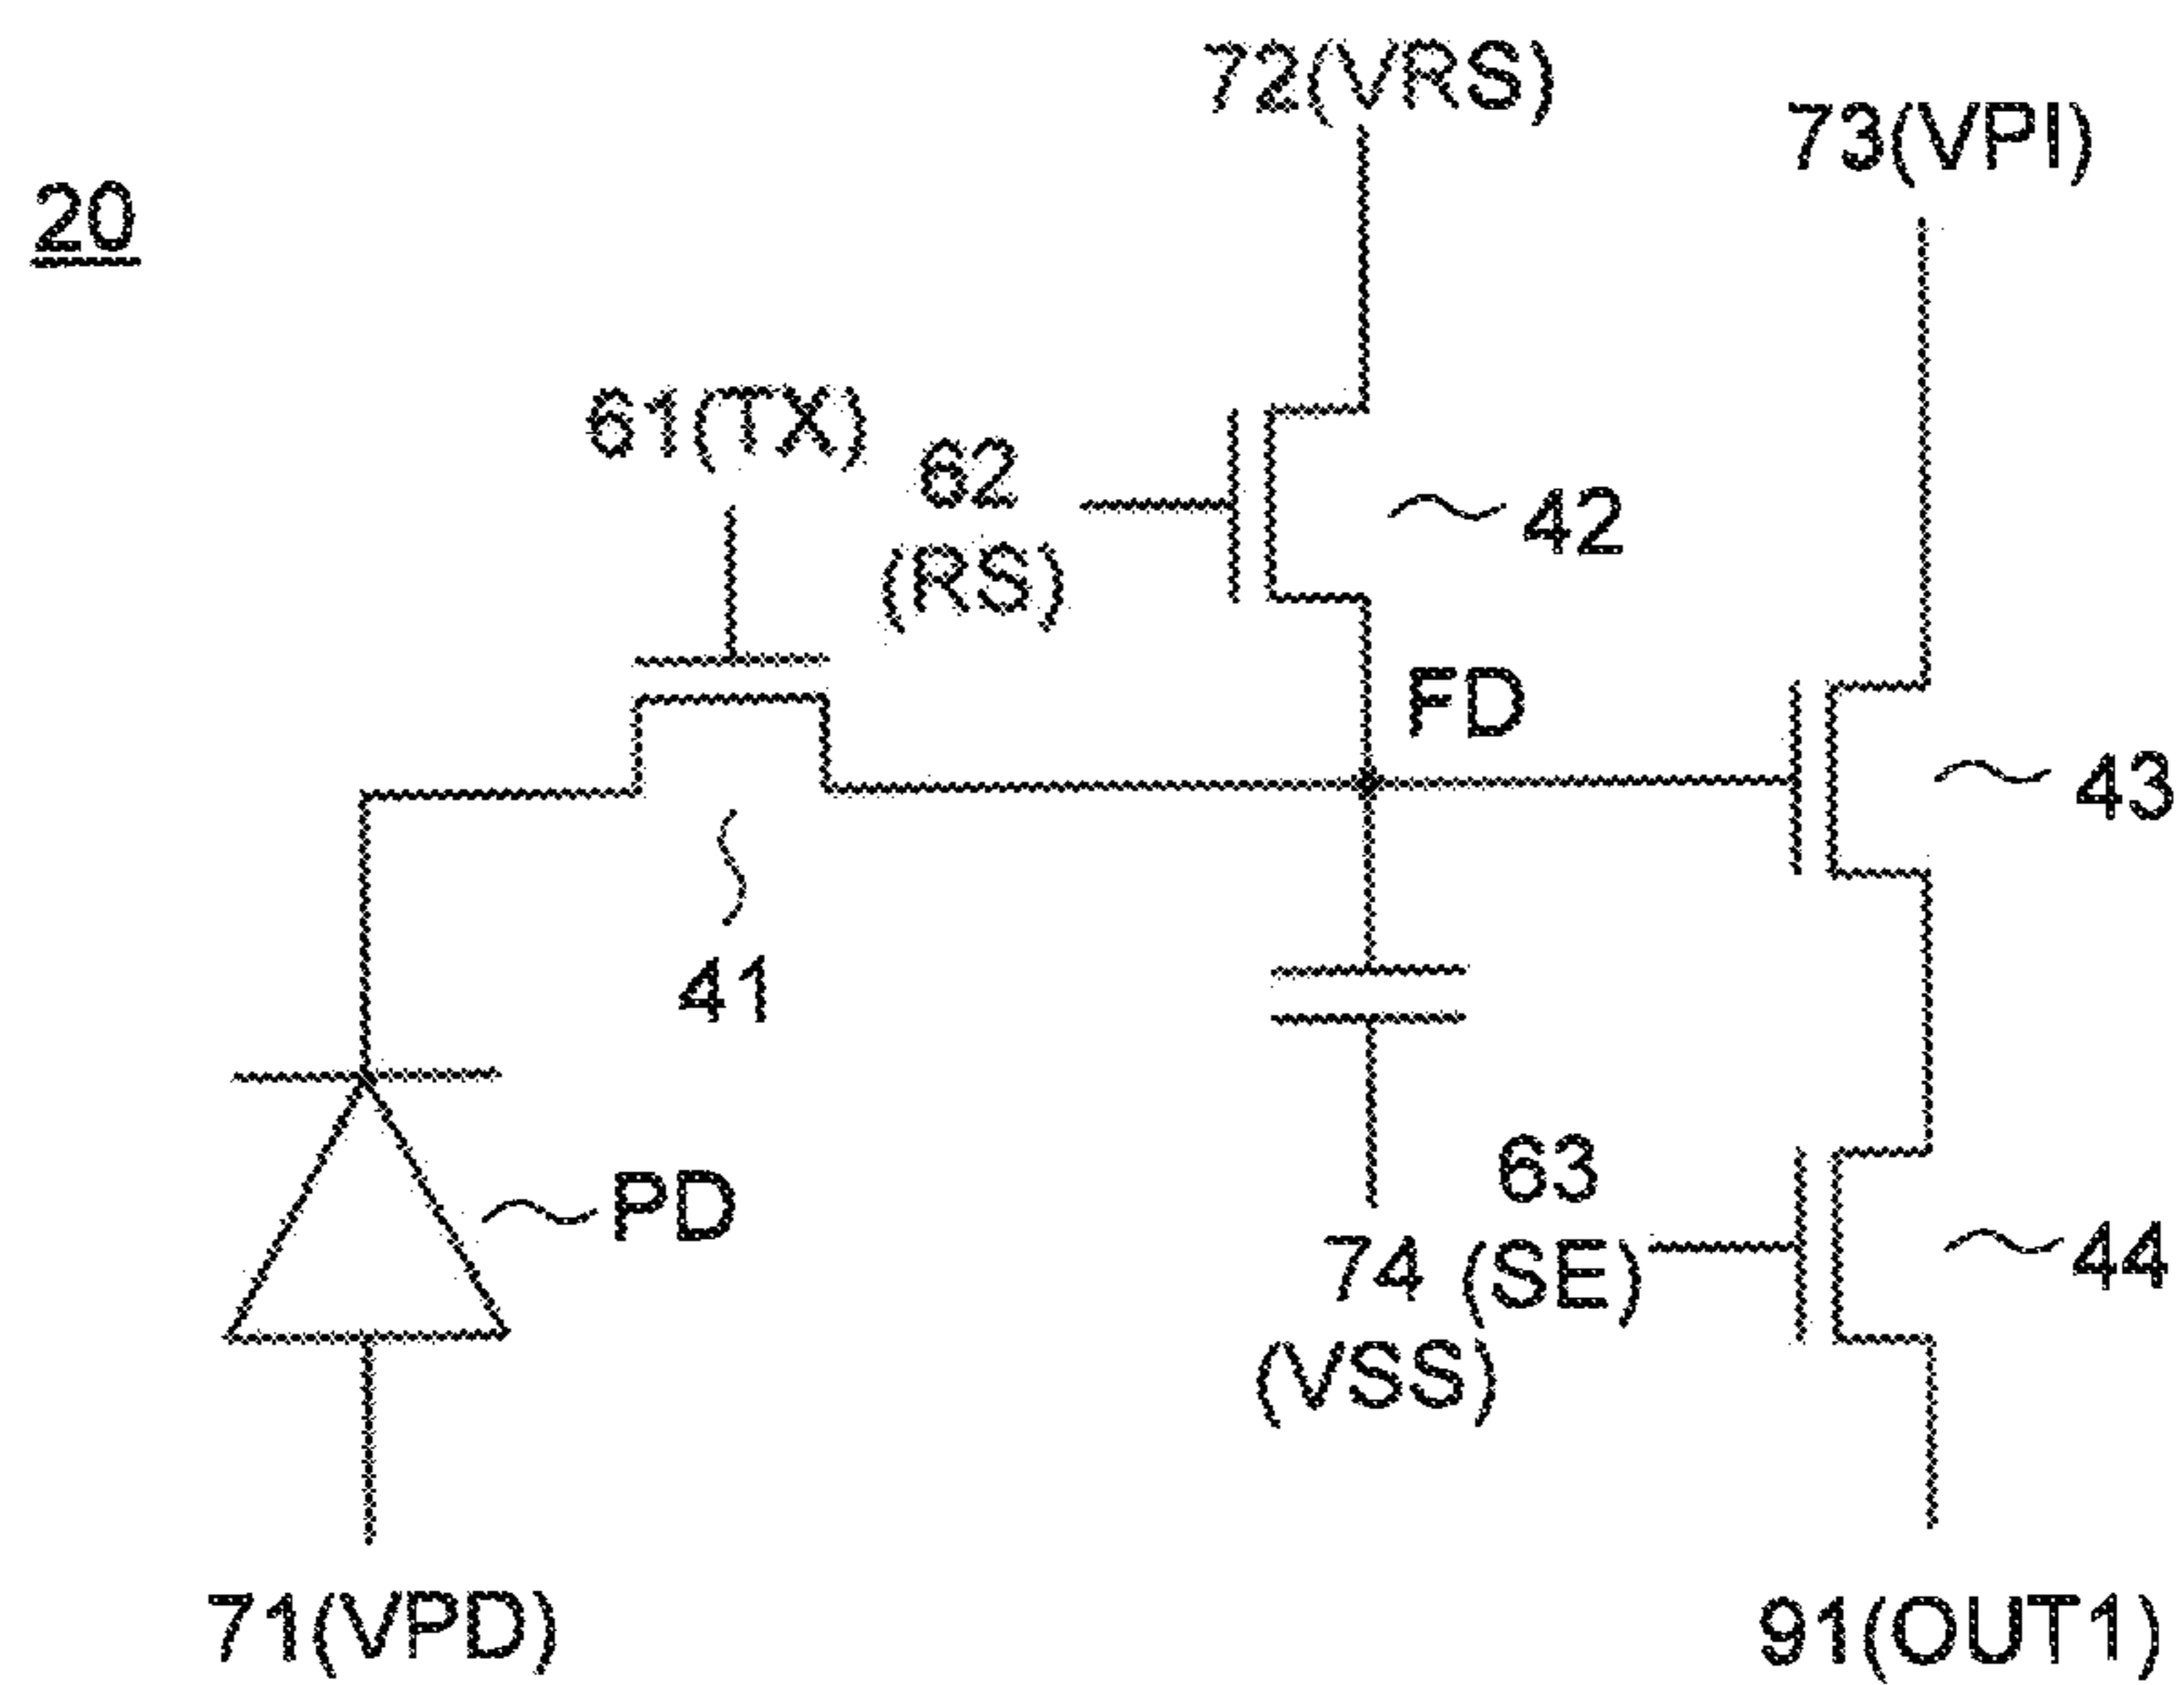 72(VRS)
73(VPI)
20
61(TX)
62
(RS)
42
FD
43
41
63
PD
74
(SE)
44
(VSS)
71(VPD)
91(OUT1)